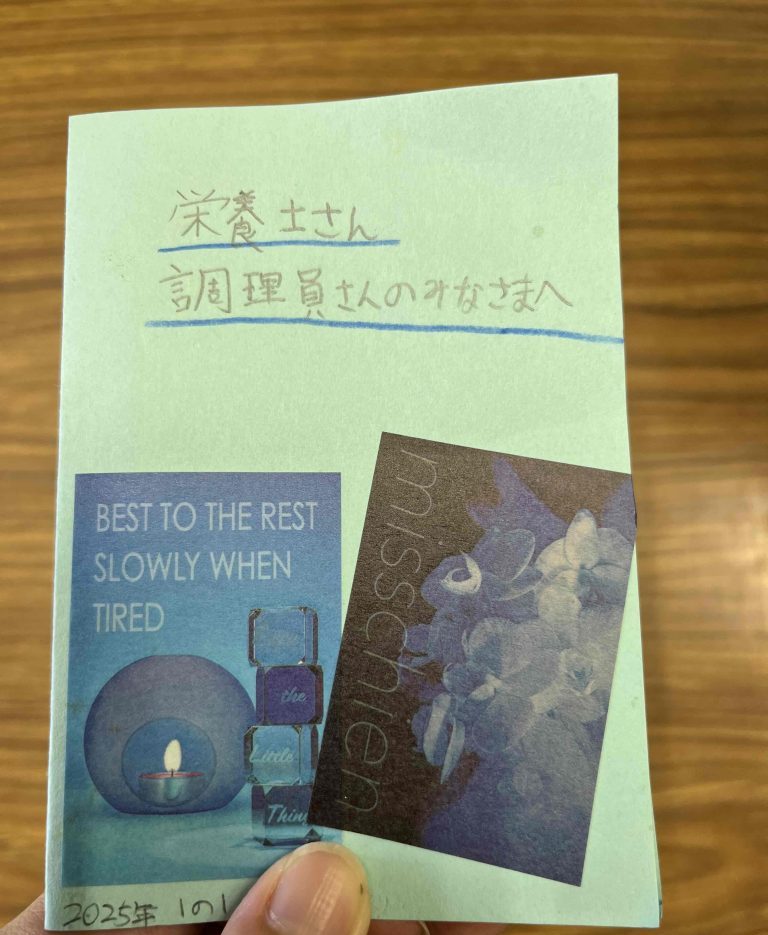 栄養士さん
調理員さんのみなさまへ
BEST TO THE REST
SLOWLY WHEN
TIRED
the
Little
Thin
misschien
2025年 1の1